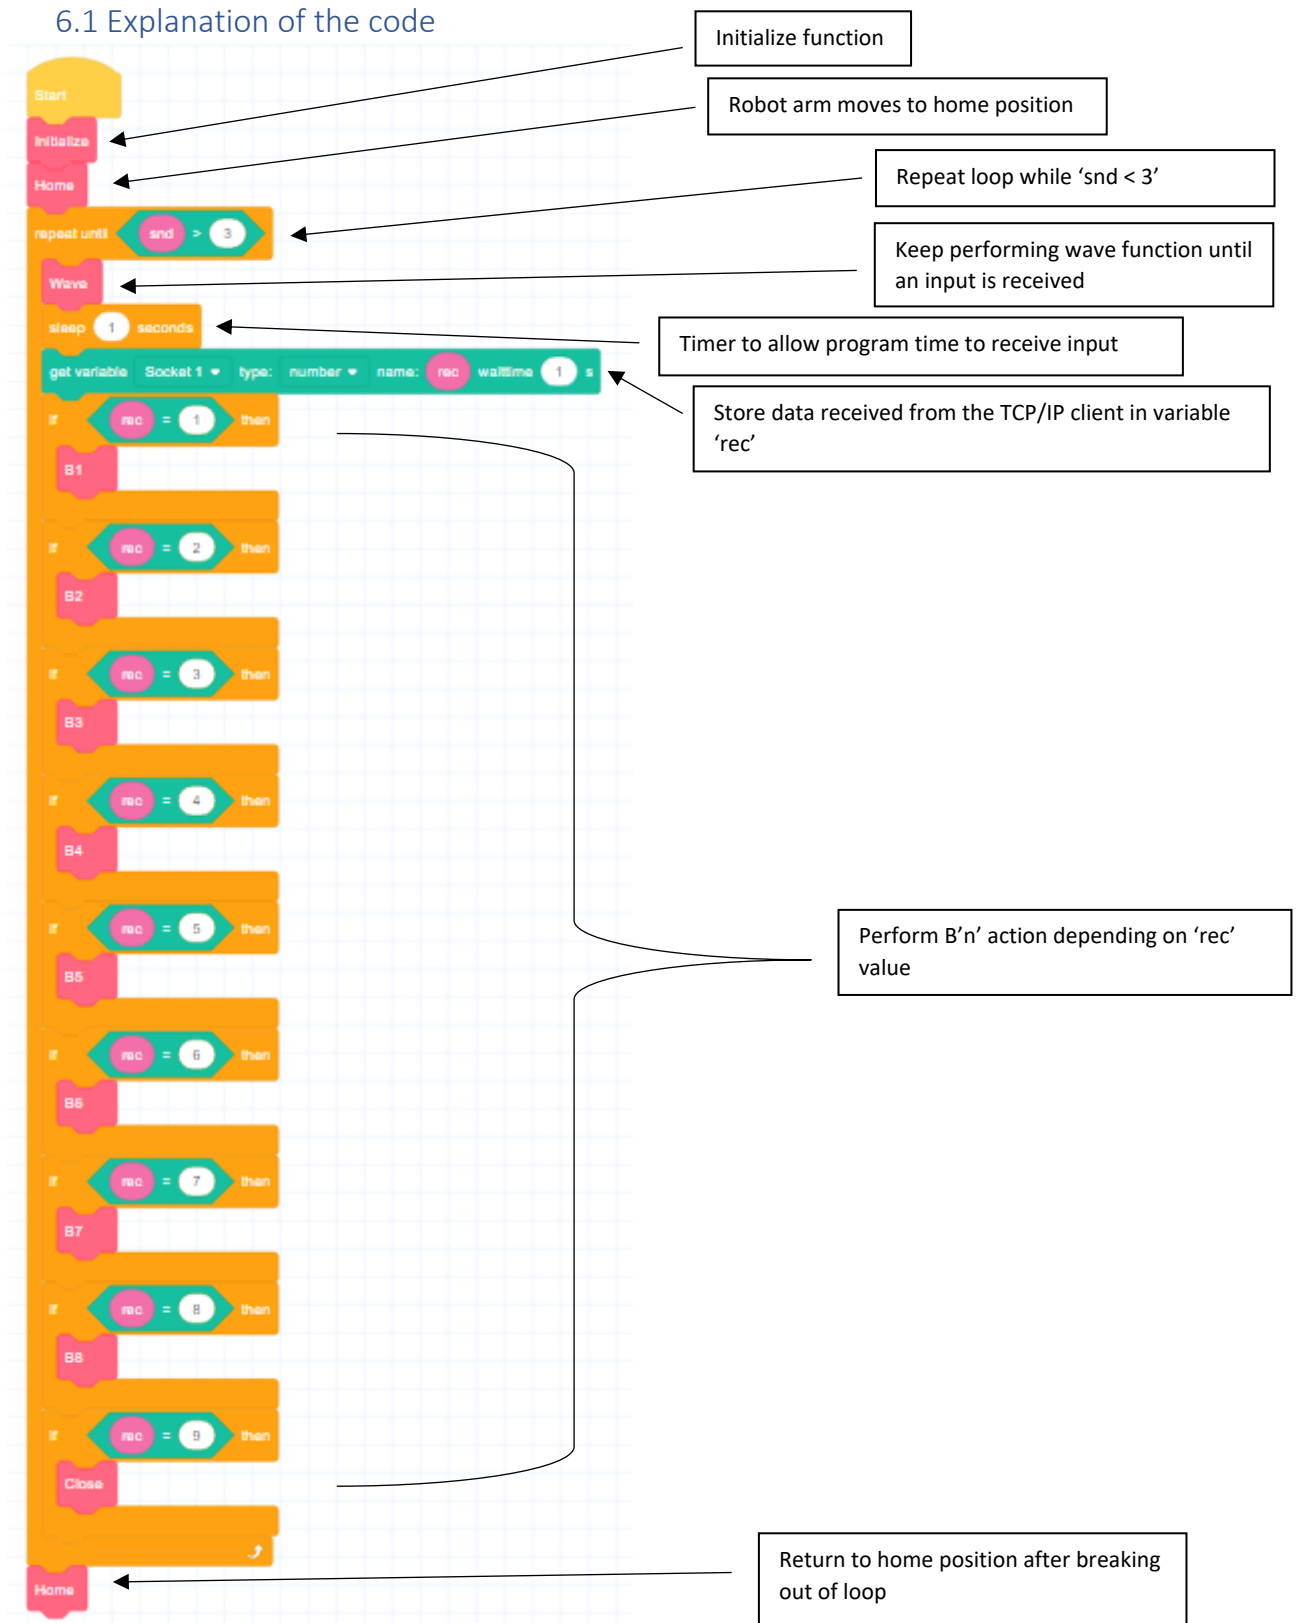 6.1 Explanation of the code
Initialize function
Start
Robot arm moves to home position
Initialize
Home
Repeat loop while ‘snd < 3’
repeat until snd > 3
Keep performing wave function until
an input is received
Wave
sleep 1 seconds
Timer to allow program time to receive input
get variable Socket 1 type: number name: rec waittime 1 s
Store data received from the TCP/IP client in variable
‘rec’
if rec = 1 then
B1
if rec = 2 then
B2
if rec = 3 then
B3
if rec = 4 then
B4
if rec = 5 then
B5
Perform B’n’ action depending on ‘rec’
value
if rec = 6 then
B6
if rec = 7 then
B7
if rec = 8 then
B8
if rec = 9 then
Close
Return to home position after breaking
out of loop
Home